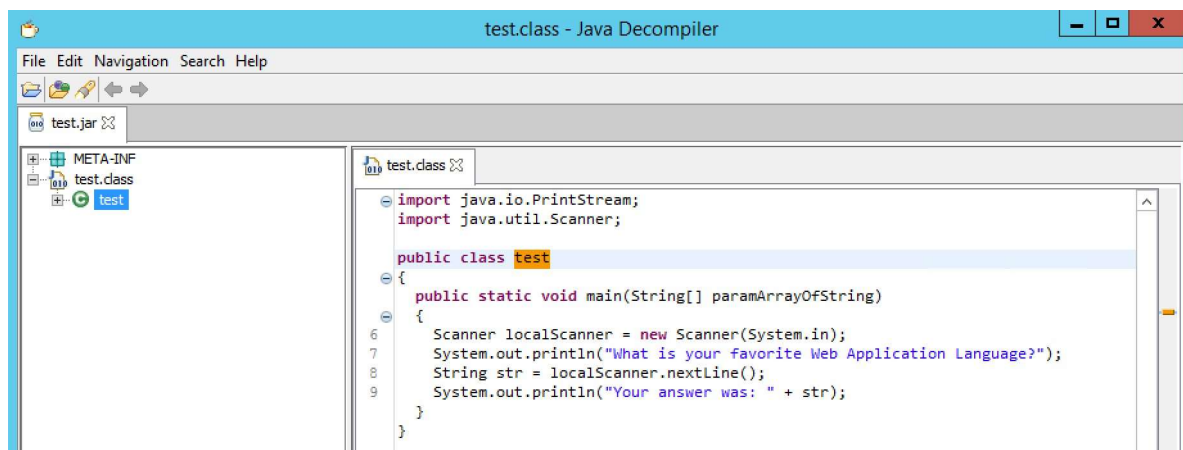 test.class - Java Decompiler
File Edit Navigation Search Help
test.jar
META-INF
test.class
test
test.class
import java.io.PrintStream;
import java.util.Scanner;
public class test
{
public static void main(String[] paramArrayOfString)
{
6 Scanner localScanner = new Scanner(System.in);
7 System.out.println("What is your favorite Web Application Language?");
8 String str = localScanner.nextLine();
9 System.out.println("Your answer was: " + str);
}
}